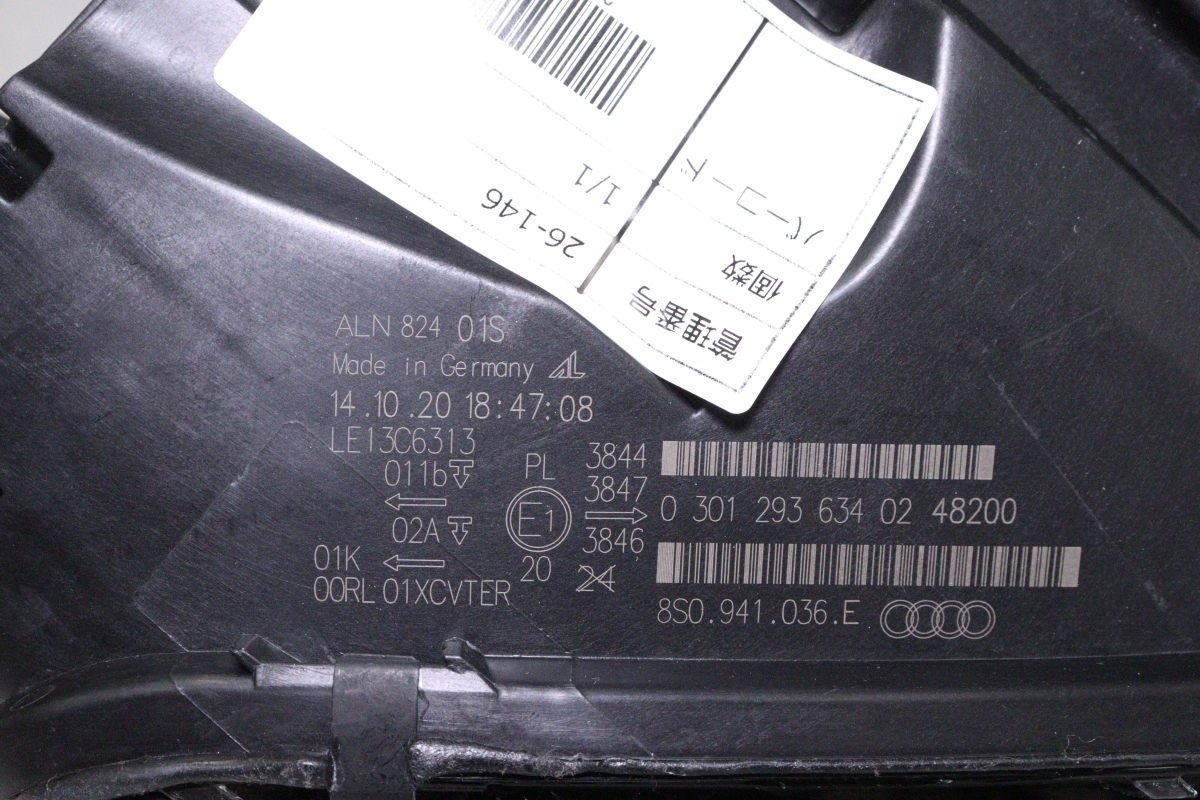 管理番号 26-146
個数 1/1
バーコード
ALN 824 01S
Made in Germany AL
14.10.20 18:47:08
LE13C6313
011b
02A
01K
00RL 01XCVTER
PL
E1
20
3844
3847
3846
24
0 301 293 634 02 48200
8S0.941.036.E